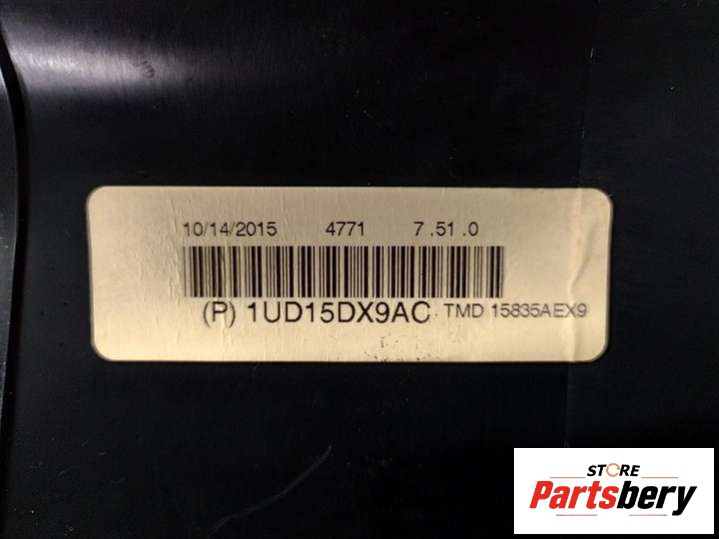 10/14/2015 4771 7 .51 .0
(P) 1UD15DX9AC TMD 15835AEX9
STORE
Partsbery